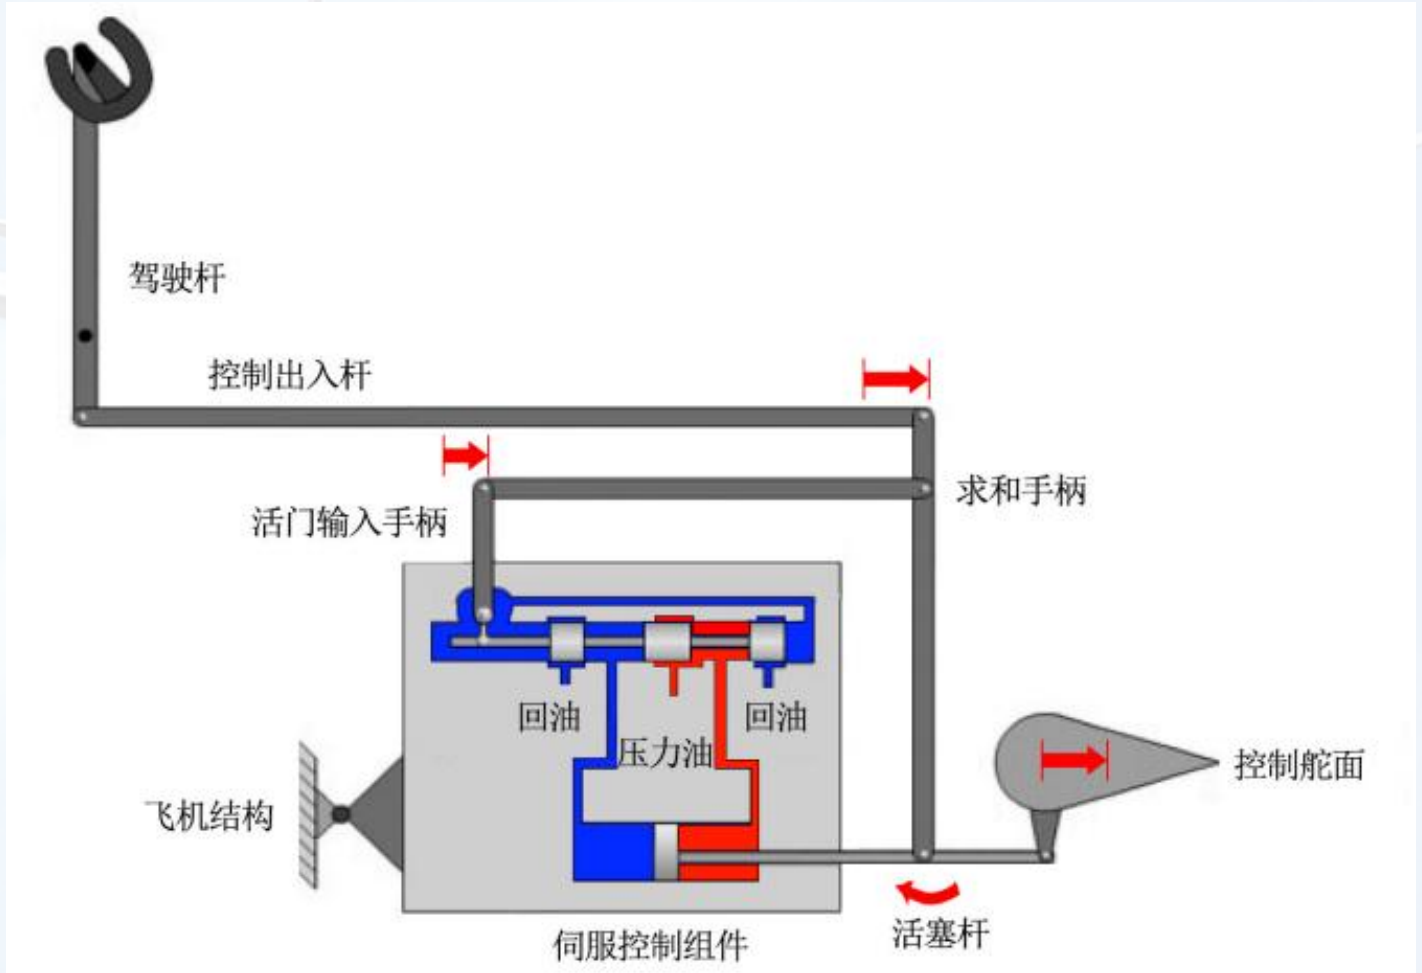 驾驶杆
控制出入杆
求和手柄
活门输入手柄
回油
回油
压力油
控制舵面
飞机结构
活塞杆
伺服控制组件